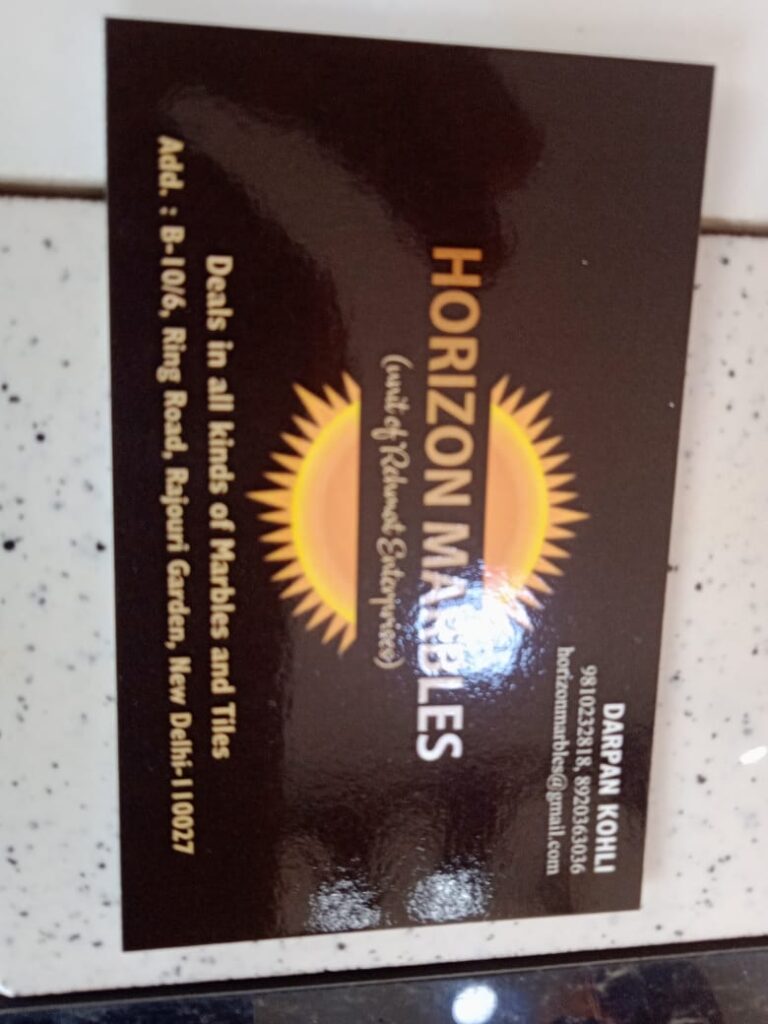 DARPAN KOHLI
9810232818, 8920363036
horizonmarbles@gmail.com
HORIZON MARBLES
(unit of Rehmat Enterprises)
Deals in all kinds of Marbles and Tiles
Add. : B-10/6, Ring Road, Rajouri Garden, New Delhi-110027